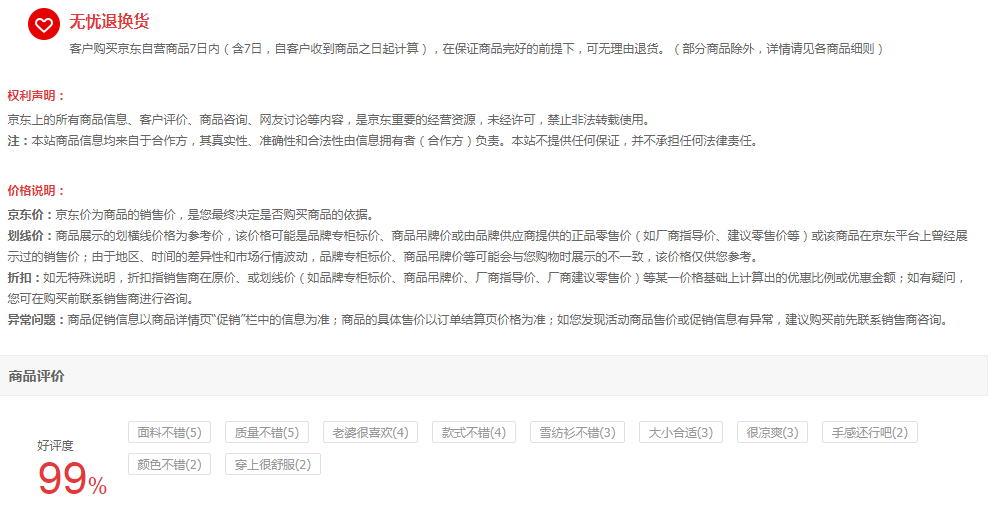 无忧退换货
客户购买京东自营商品7日内（含7日，自客户收到商品之日起计算），在保证商品完好的前提下，可无理由退货。（部分商品除外，详情请见各商品细则）
权利声明：
京东上的所有商品信息、客户评价、商品咨询、网友讨论等内容，是京东重要的经营资源，未经许可，禁止非法转载使用。
注：本站商品信息均来自于合作方，其真实性、准确性和合法性由信息拥有者（合作方）负责。本站不提供任何保证，并不承担任何法律责任。
价格说明：
京东价：京东价为商品的销售价，是您最终决定是否购买商品的依据。
划线价：商品展示的划横线价格为参考价，该价格可能是品牌专柜标价、商品吊牌价或由品牌供应商提供的正品零售价（如厂商指导价、建议零售价等）或该商品在京东平台上曾经展
示过的销售价；由于地区、时间的差异性和市场行情波动，品牌专柜标价、商品吊牌价等可能会与您购物时展示的不一致，该价格仅供您参考。
折扣：如无特殊说明，折扣指销售商在原价、或划线价（如品牌专柜标价、商品吊牌价、厂商指导价、厂商建议零售价）等某一价格基础上计算出的优惠比例或优惠金额；如有疑问，
您可在购买前联系销售商进行咨询。
异常问题：商品促销信息以商品详情页“促销”栏中的信息为准；商品的具体售价以订单结算页价格为准；如您发现活动商品售价或促销信息有异常，建议购买前先联系销售商咨询。
商品评价
好评度
99%
面料不错(5) 质量不错(5) 老婆很喜欢(4) 款式不错(4) 雪纺衫不错(3) 大小合适(3) 很凉爽(3) 手感还行吧(2)
颜色不错(2) 穿上很舒服(2)